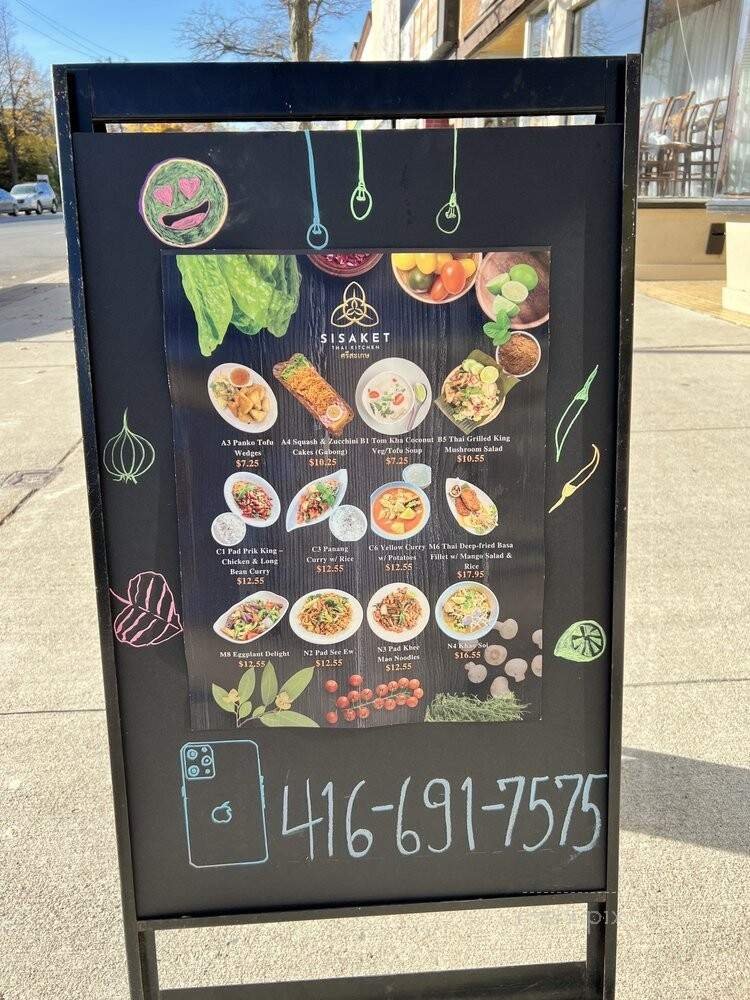 SISAKET
THAI KITCHEN
ศรีสะเกษ
A3 Panko Tofu
Wedges
$7.25
A4 Squash & Zucchini
Cakes (Gabong)
$10.25
B1 Tom Kha Coconut
Veg/Tofu Soup
$7.25
B5 Thai Grilled King
Mushroom Salad
$10.55
C1 Pad Prik King –
Chicken & Long
Bean Curry
$12.55
C3 Panang
Curry w/ Rice
$12.55
C6 Yellow Curry
w/ Potatoes
$12.55
M6 Thai Deep-fried Basa
Fillet w/ Mango Salad &
Rice
$17.95
M8 Eggplant Delight
$12.55
N2 Pad See Ew
$12.55
N3 Pad Khee
Mao Noodles
$12.55
N4 Khao Soi
$16.55
416-691-7575